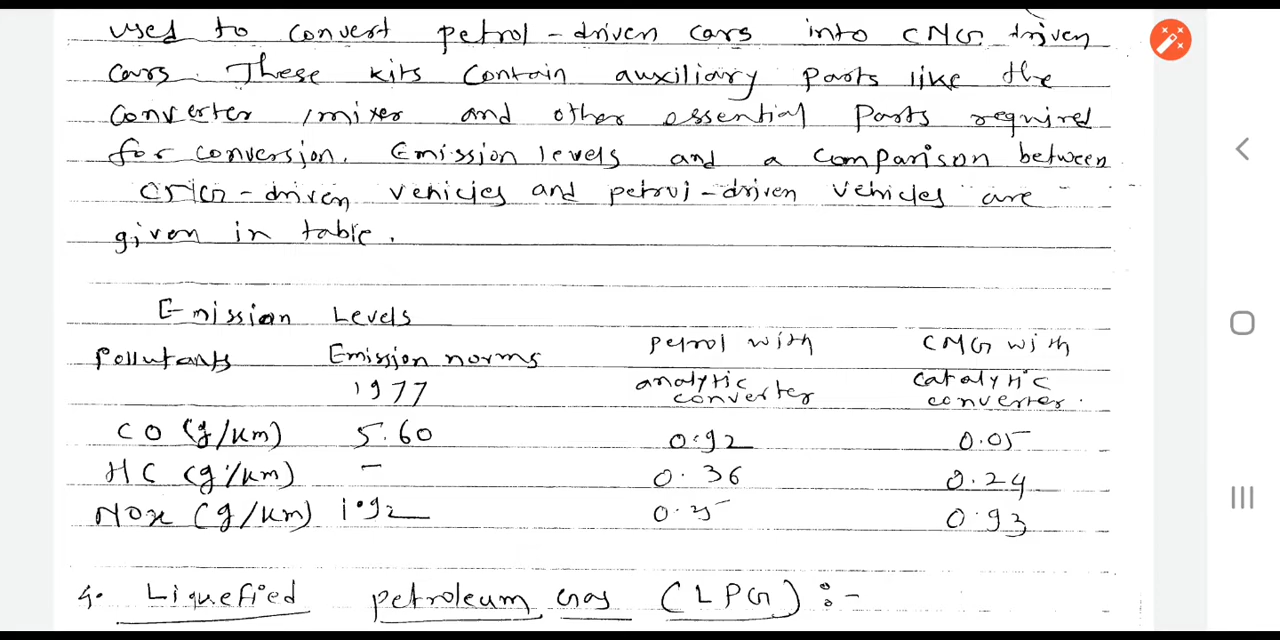 used to convert petrol-driven cars into CNG driven
cars. These kits contain auxiliary parts like the
converter /mixer and other essential parts required
for conversion. Emission levels and a comparison between
CNG-driven vehicles and petrol-driven vehicles are
given in table.
Emission Levels
Pollutants Emission norms 1977 petrol with analytic converter CNG with catalytic converter.
CO (g/km) 5.60 0.92 0.05
HC (g/km) - 0.36 0.24
NOx (g/km) 1.92 0.93
4. Liquefied petroleum Gas (LPG) :-